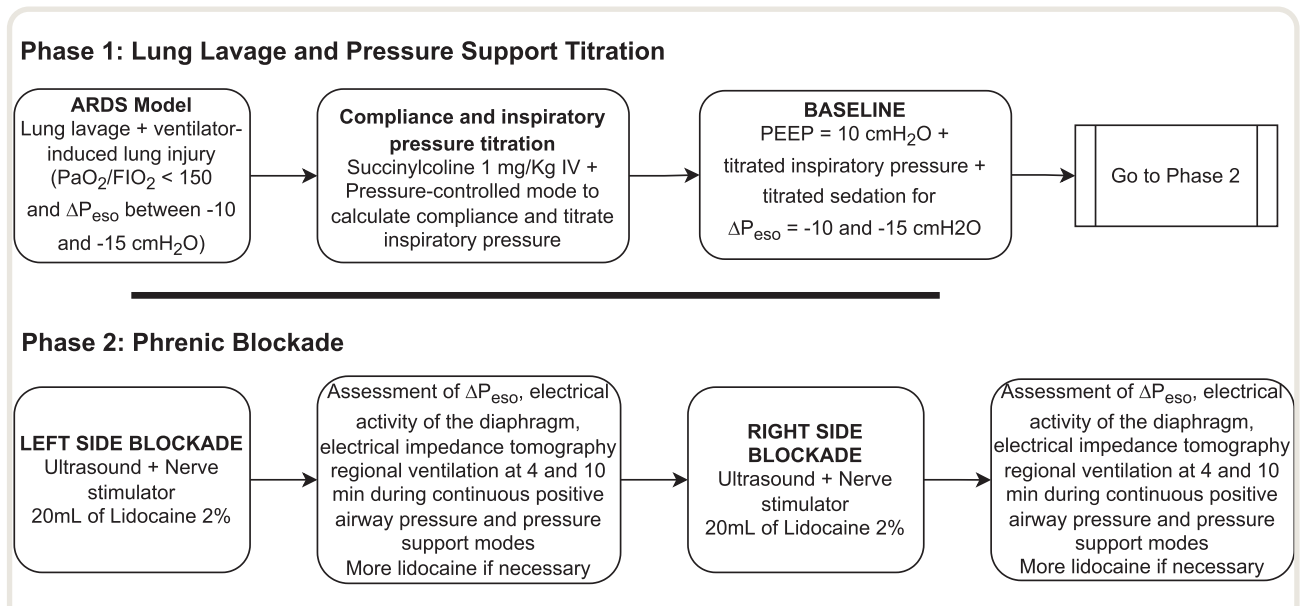 Phase 1: Lung Lavage and Pressure Support Titration
ARDS Model
Lung lavage + ventilator-
induced lung injury
(PaO2/FIO2 < 150
and ΔPeso between -10
and -15 cmH2O)
Compliance and inspiratory
pressure titration
Succinylcoline 1 mg/Kg IV +
Pressure-controlled mode to
calculate compliance and titrate
inspiratory pressure
BASELINE
PEEP = 10 cmH2O +
titrated inspiratory pressure +
titrated sedation for
ΔPeso = -10 and -15 cmH2O
Go to Phase 2
Phase 2: Phrenic Blockade
LEFT SIDE BLOCKADE
Ultrasound + Nerve
stimulator
20mL of Lidocaine 2%
Assessment of ΔPeso, electrical
activity of the diaphragm,
electrical impedance tomography
regional ventilation at 4 and 10
min during continuous positive
airway pressure and pressure
support modes
More lidocaine if necessary
RIGHT SIDE
BLOCKADE
Ultrasound + Nerve
stimulator
20mL of Lidocaine 2%
Assessment of ΔPeso, electrical
activity of the diaphragm,
electrical impedance tomography
regional ventilation at 4 and 10
min during continuous positive
airway pressure and pressure
support modes
More lidocaine if necessary